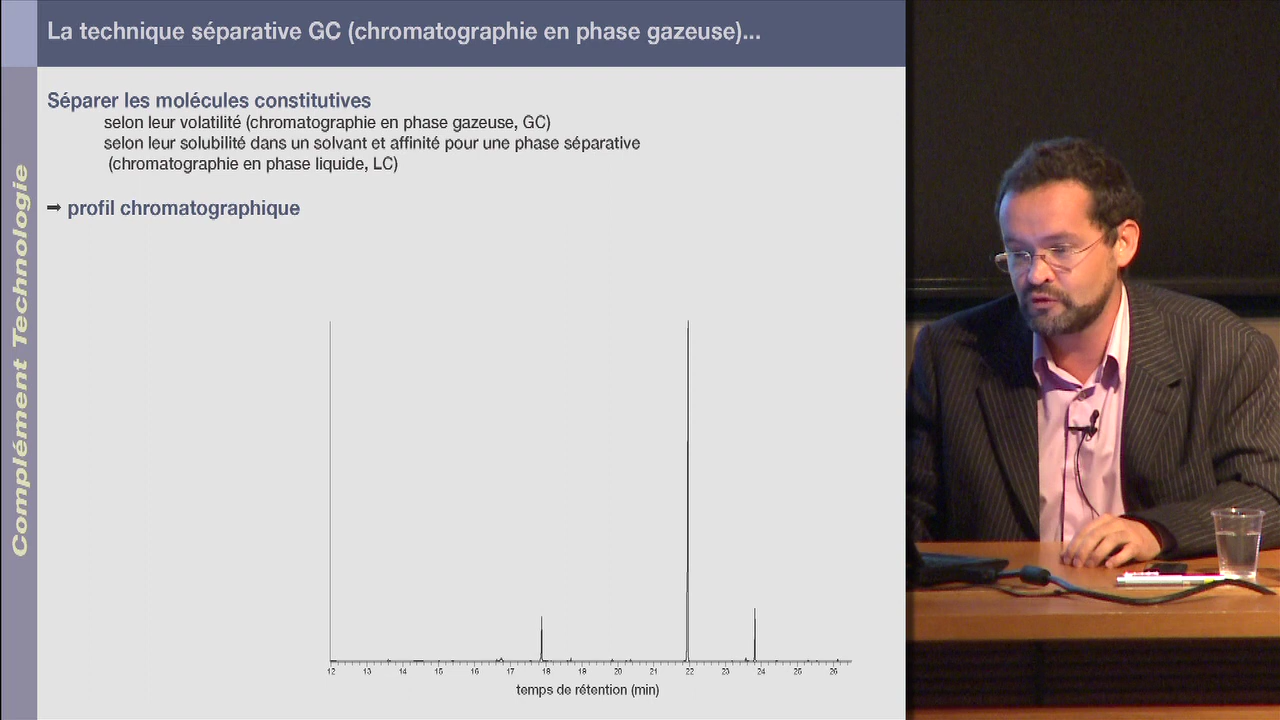 La technique séparative GC (chromatographie en phase gazeuse)...
Séparer les molécules constitutives
selon leur volatilité (chromatographie en phase gazeuse, GC)
selon leur solubilité dans un solvant et affinité pour une phase séparative
(chromatographie en phase liquide, LC)
➞ profil chromatographique
Complément Technologie
12 13 14 15 16 17 18 19 20 21 22 23 24 25 26
temps de rétention (min)